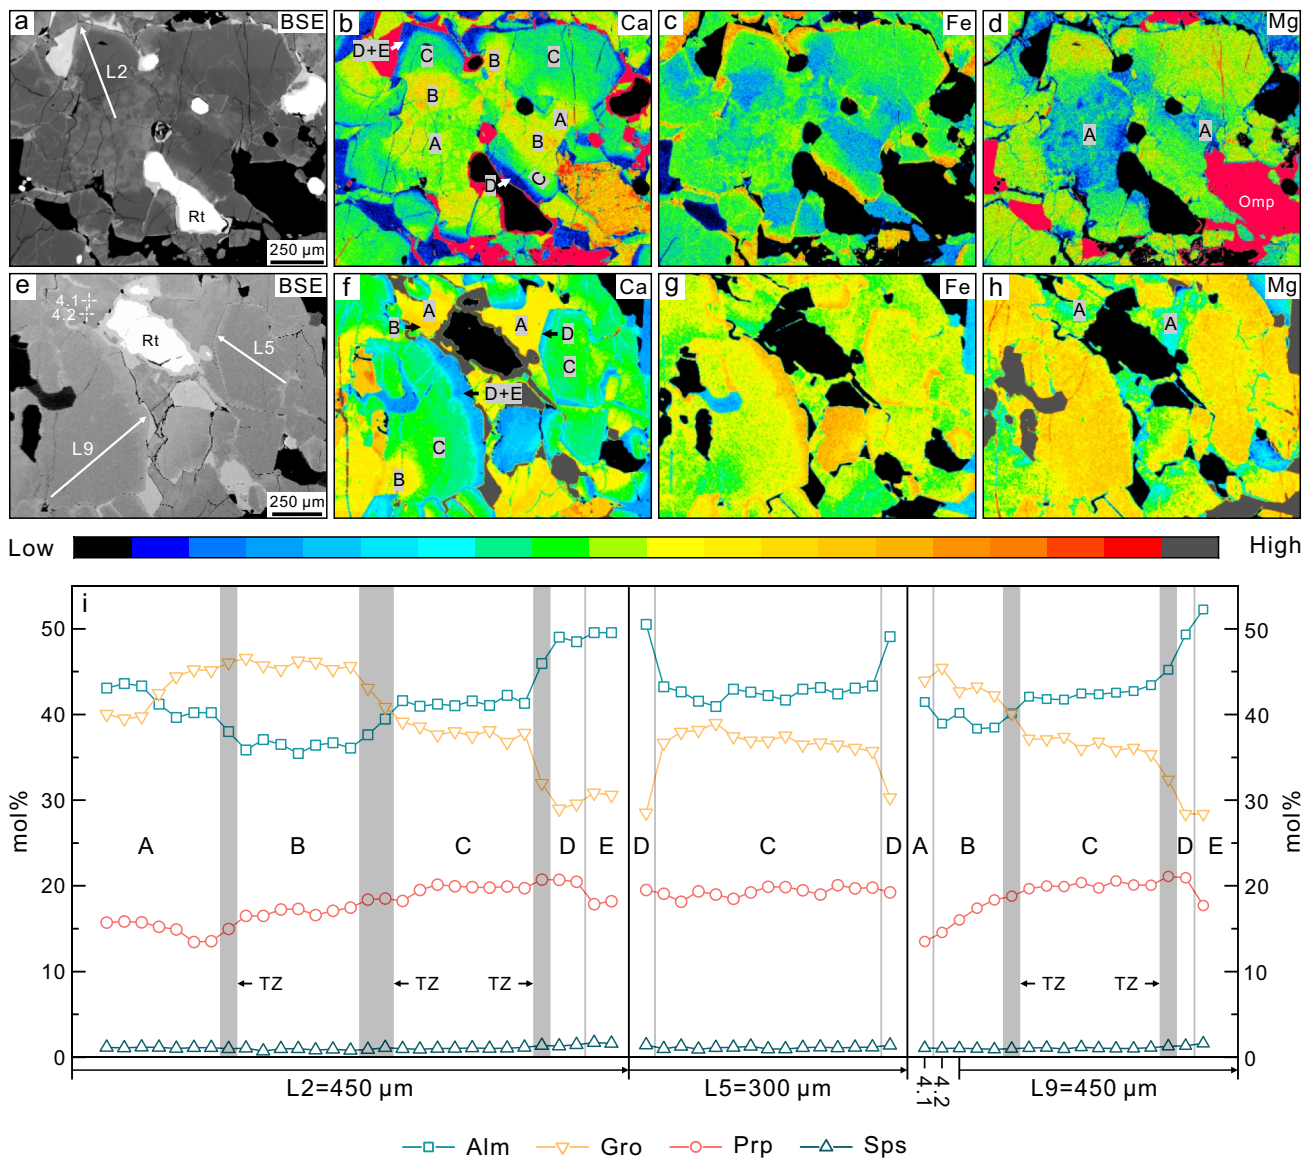 a BSE b Ca c Fe d Mg
L2
D+E C B C
B
A A B
A A
D C
Rt Omp
250 µm
e BSE f Ca g Fe h Mg
4.1
4.2
Rt
L5
L9
A A A A
B D
C
D+E
C
B
250 µm
Low High
i
50 50
40 40
30 30
20 20
10 10
0 0
mol% mol%
A B C D E D C D A B C D E
TZ TZ TZ TZ TZ
L2=450 µm L5=300 µm 4.1 4.2 L9=450 µm
Alm Gro Prp Sps